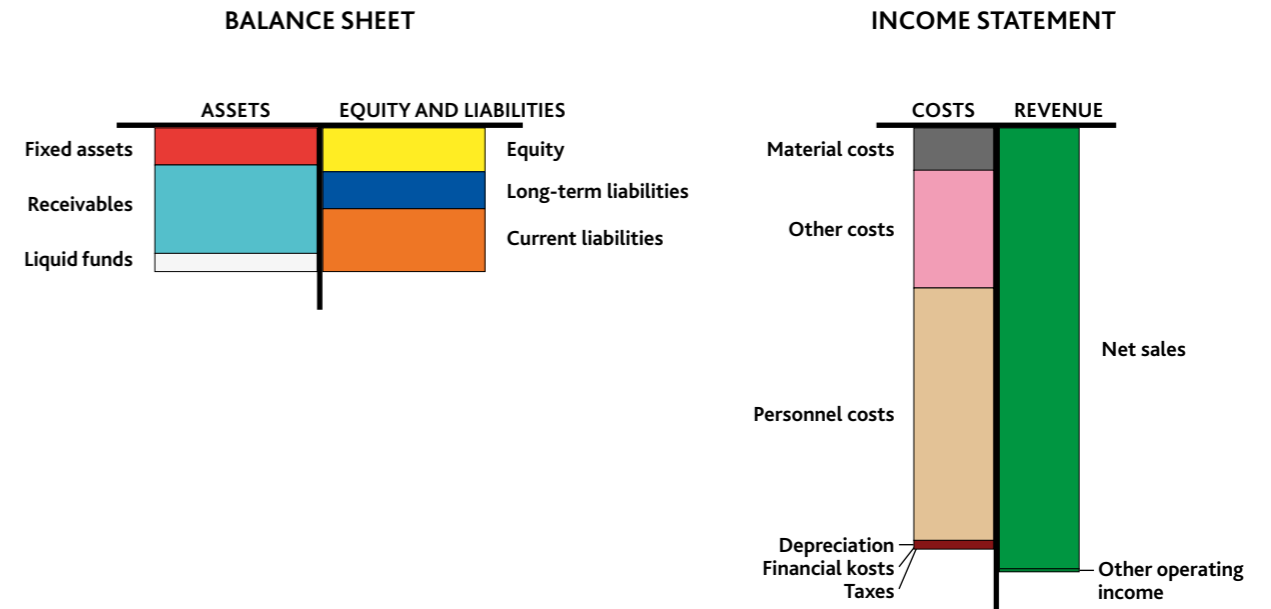 BALANCE SHEET
ASSETS
EQUITY AND LIABILITIES
Fixed assets
Receivables
Liquid funds
Equity
Long-term liabilities
Current liabilities
INCOME STATEMENT
COSTS
REVENUE
Material costs
Other costs
Personnel costs
Depreciation
Financial costs
Taxes
Net sales
Other operating
income